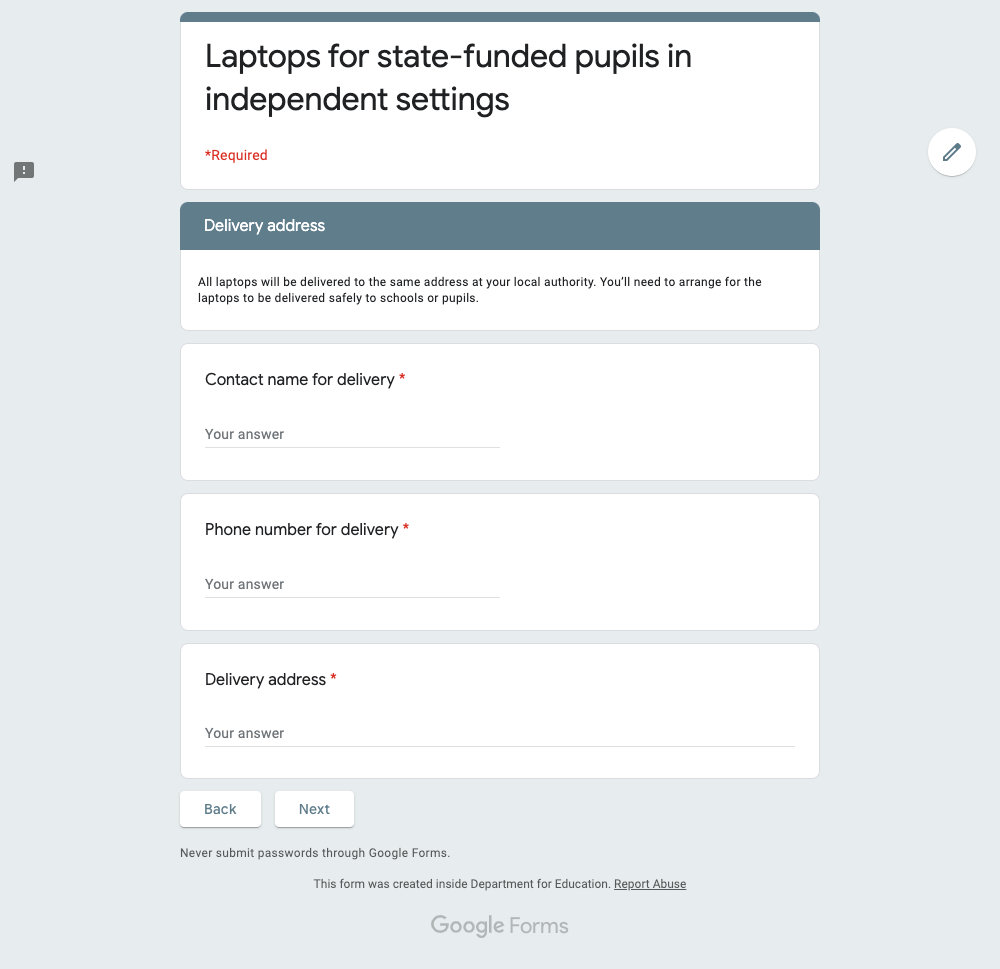 Laptops for state-funded pupils in
independent settings
*Required
Delivery address
All laptops will be delivered to the same address at your local authority. You’ll need to arrange for the
laptops to be delivered safely to schools or pupils.
Contact name for delivery *
Your answer
Phone number for delivery *
Your answer
Delivery address *
Your answer
Back Next
Never submit passwords through Google Forms.
This form was created inside Department for Education. Report Abuse
Google Forms